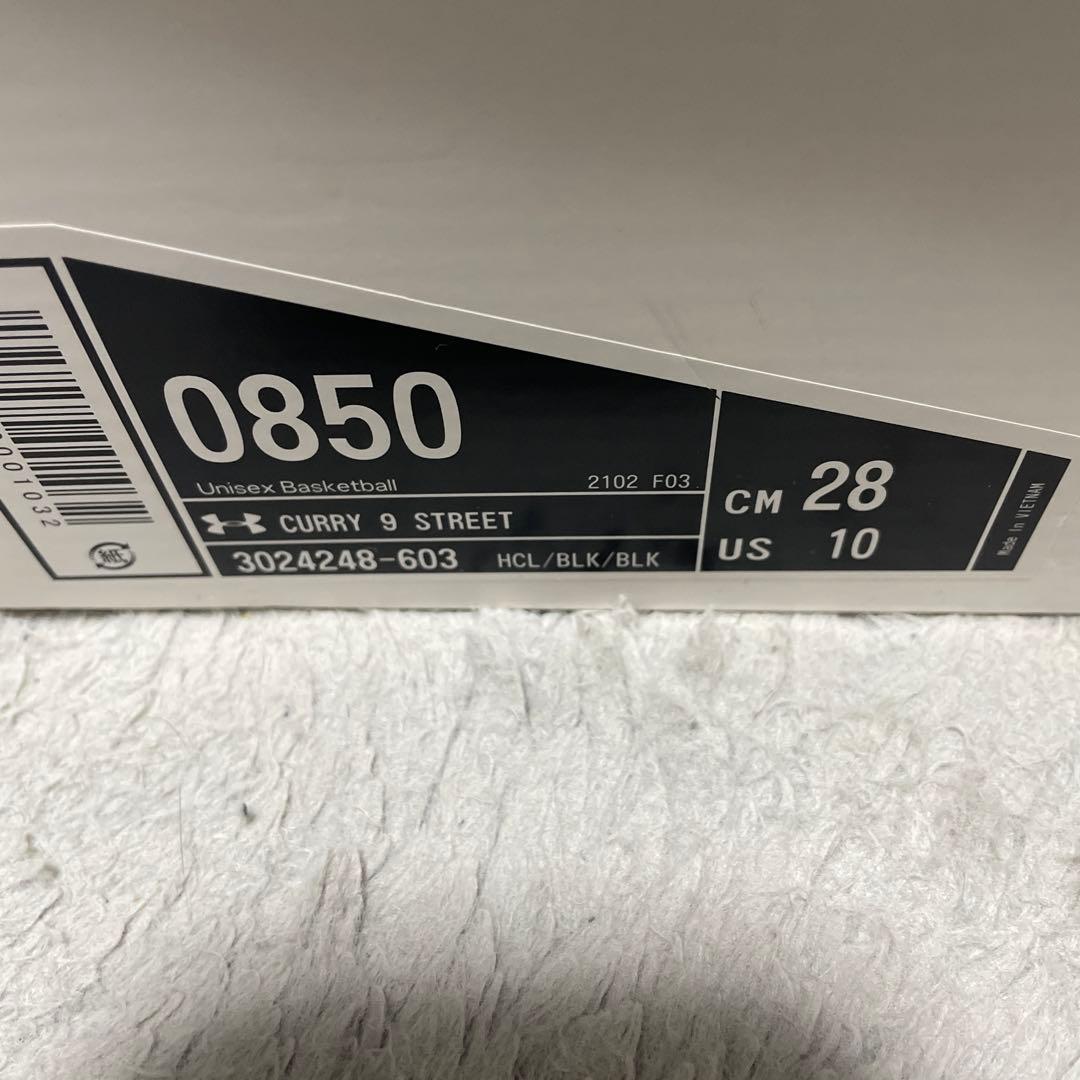 001032
紙
0850
Unisex Basketball 2102 F03
CURRY 9 STREET
3024248-603 HCL/BLK/BLK
CM 28
US 10
Made In VIETNAM